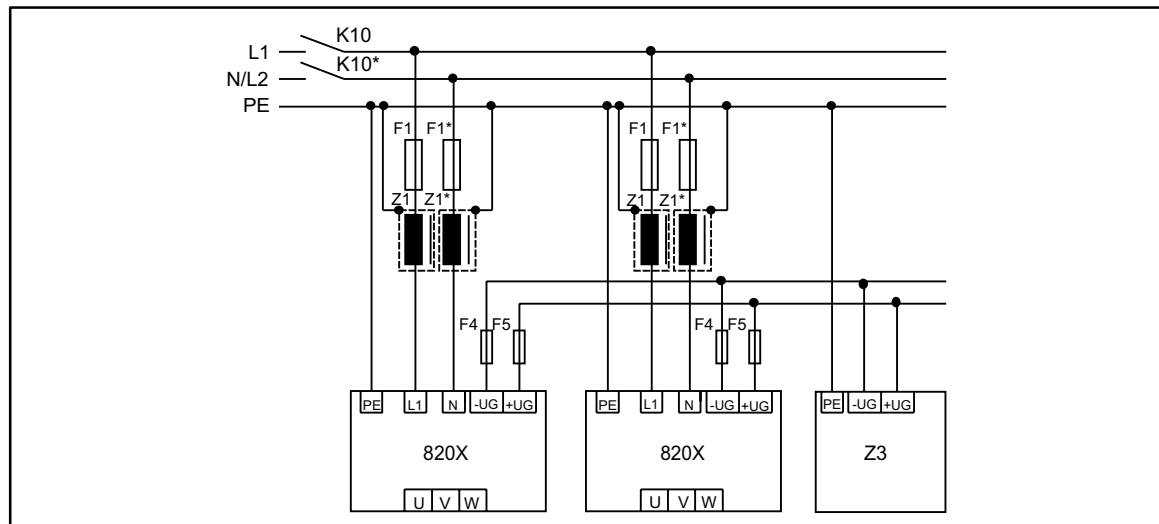 K10
L1
K10*
N/L2
PE
F1 F1* F1 F1*
Z1 Z1* Z1 Z1*
F4 F5 F4 F5
PE L1 N -UG +UG PE L1 N -UG +UG PE -UG +UG
820X 820X Z3
U V W U V W